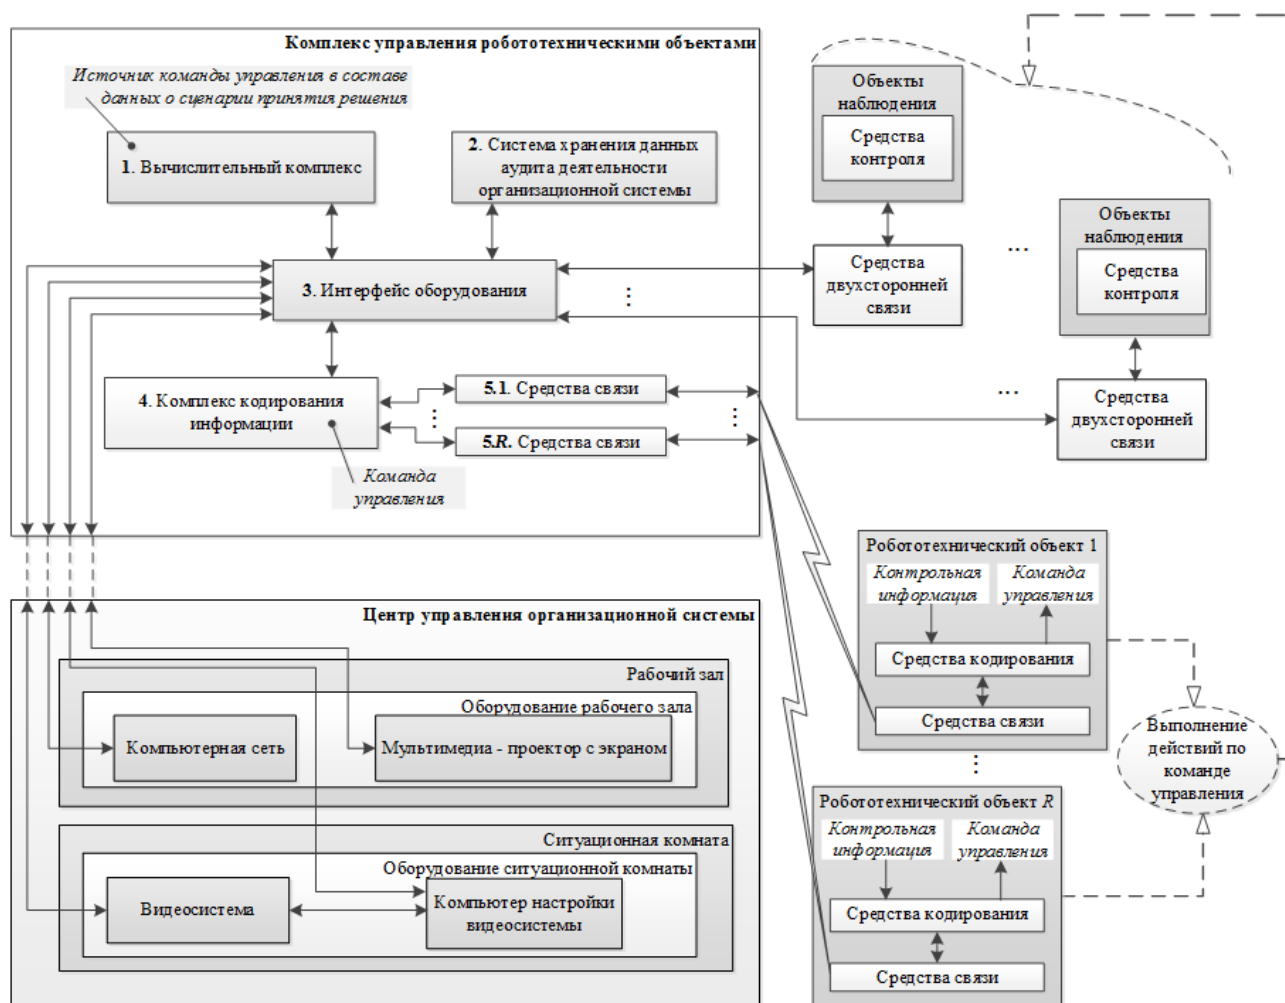 Комплекс управления робототехническими объектами
Источник команды управления в составе
данных о сценарии принятия решения
1. Вычислительный комплекс
2. Система хранения данных
аудита деятельности
организационной системы
3. Интерфейс оборудования
4. Комплекс кодирования
информации
5.1. Средства связи
⋮
⋮
5.R. Средства связи
Команда
управления
Объекты
наблюдения
Средства
контроля
Средства
двухсторонней
связи
...
⋮
Объекты
наблюдения
Средства
контроля
...
Средства
двухсторонней
связи
Центр управления организационной системы
Рабочий зал
Оборудование рабочего зала
Компьютерная сеть
Мультимедиа - проектор с экраном
Ситуационная комната
Оборудование ситуационной комнаты
Видеосистема
Компьютер настройки
видеосистемы
Робототехнический объект 1
Контрольная
информация
Команда
управления
Средства кодирования
Средства связи
⋮
Робототехнический объект R
Контрольная
информация
Команда
управления
Средства кодирования
Средства связи
Выполнение
действий по
команде
управления